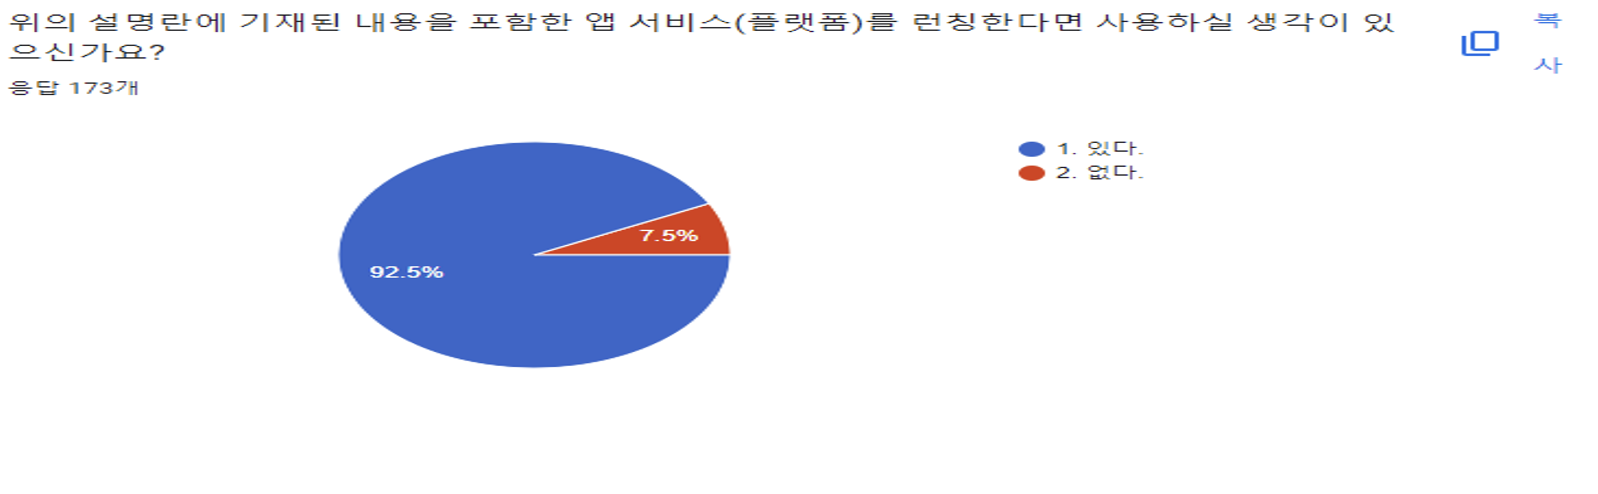 위의 설명란에 기재된 내용을 포함한 앱 서비스(플랫폼)를 런칭한다면 사용하실 생각이 있
으신가요?
응답 173개
복
사
1. 있다.
2. 없다.
7.5%
92.5%